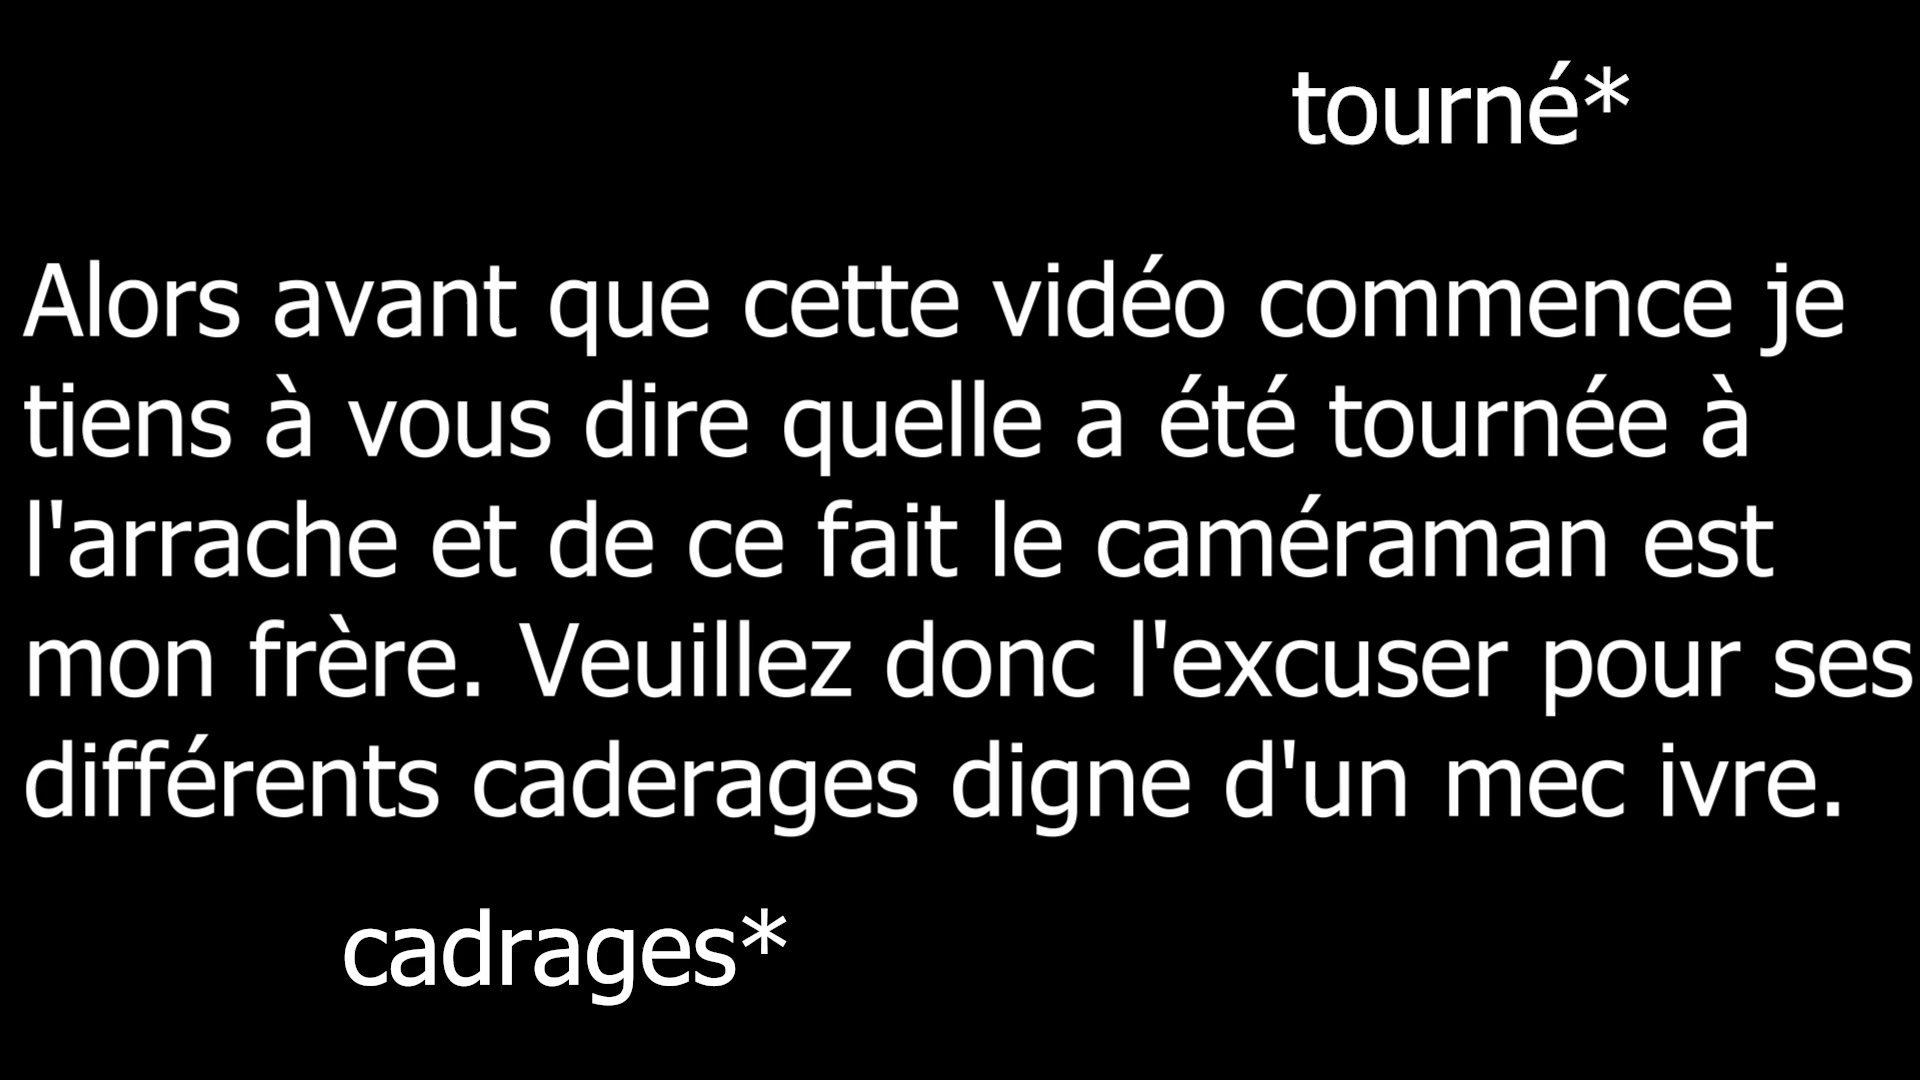 tourné*
Alors avant que cette vidéo commence je
tiens à vous dire quelle a été tournée à
l'arrache et de ce fait le caméraman est
mon frère. Veuillez donc l'excuser pour ses
différents caderages digne d'un mec ivre.
cadrages*